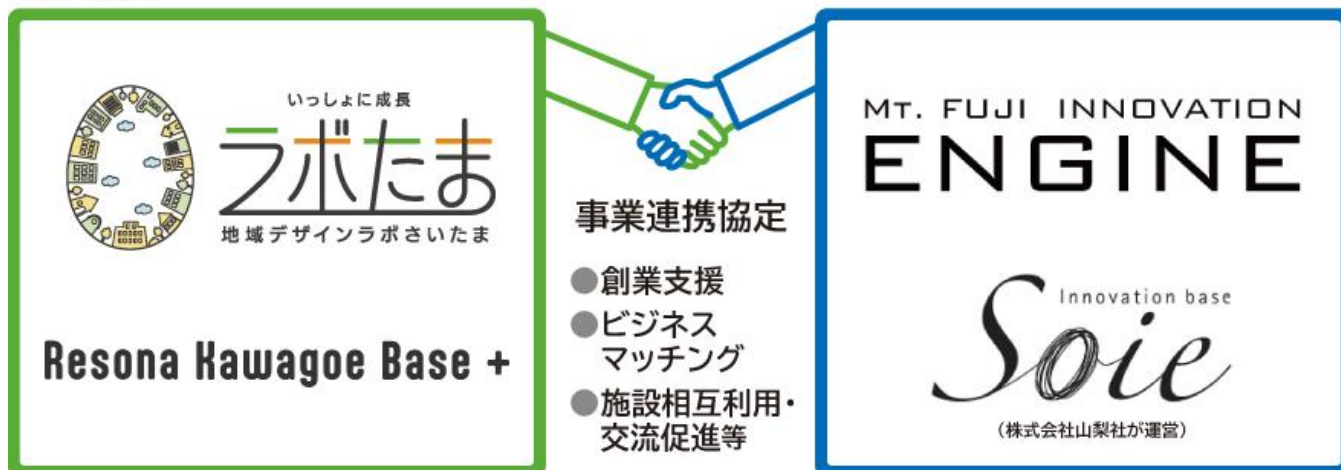 いっしょに成長
ラボたま
地域デザインラボさいたま
Resona Kawagoe Base +
事業連携協定
●創業支援
●ビジネス
マッチング
●施設相互利用・
交流促進等
MT. FUJI INNOVATION
ENGINE
Innovation base
Soie
（株式会社山梨社が運営）